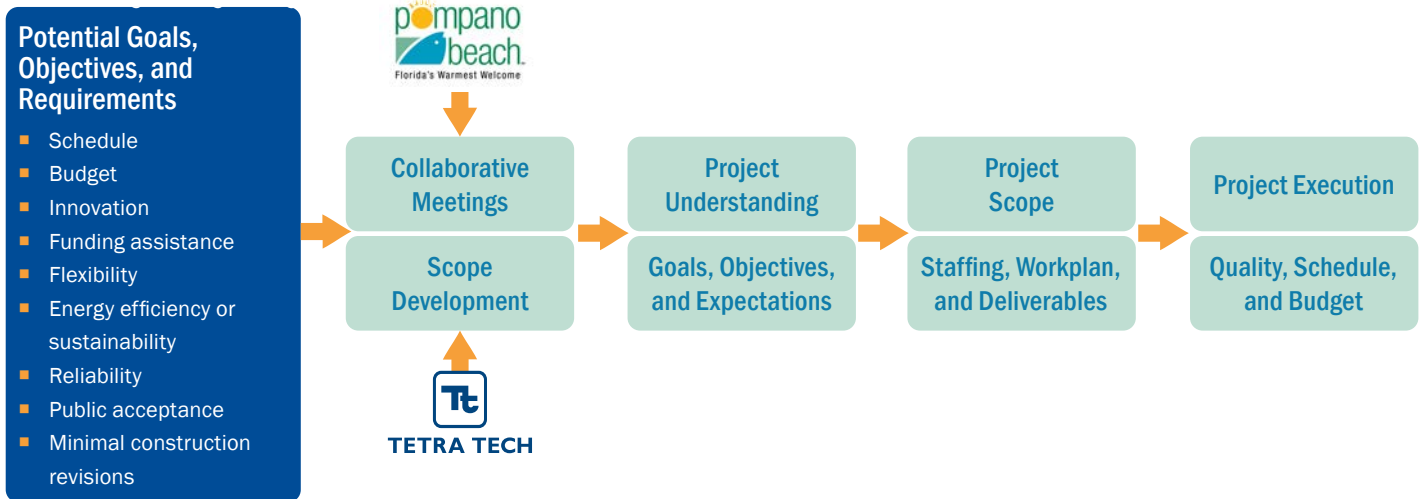 Potential Goals,
Objectives, and
Requirements
Schedule
Budget
Innovation
Funding assistance
Flexibility
Energy efficiency or
sustainability
Reliability
Public acceptance
Minimal construction
revisions
pompano
beach.
Florida's Warmest Welcome
Collaborative
Meetings
Scope
Development
Tt
TETRA TECH
Project
Understanding
Goals, Objectives,
and Expectations
Project
Scope
Staffing, Workplan,
and Deliverables
Project Execution
Quality, Schedule,
and Budget